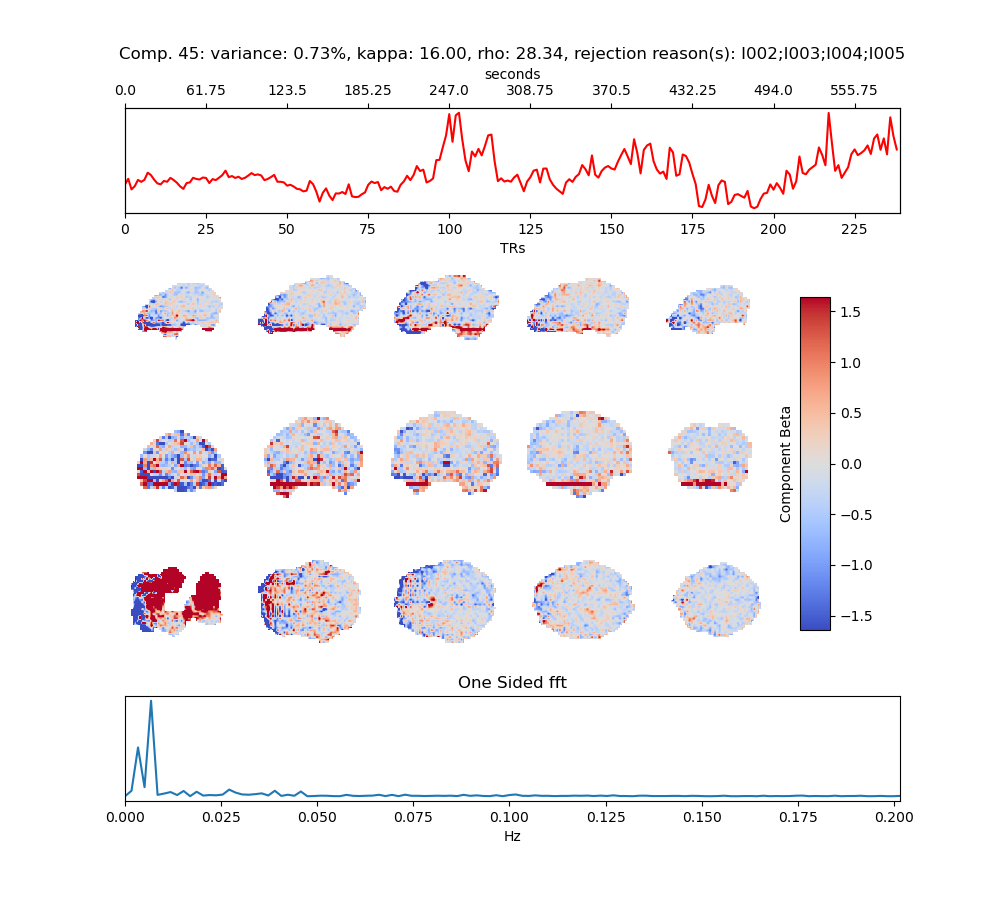 Comp. 45: variance: 0.73%, kappa: 16.00, rho: 28.34, rejection reason(s): I002;I003;I004;I005
seconds
0.0 61.75 123.5 185.25 247.0 308.75 370.5 432.25 494.0 555.75
0 25 50 75 100 125 150 175 200 225
TRs
1.5
1.0
0.5
0.0
−0.5
−1.0
−1.5
Component Beta
One Sided fft
0.000 0.025 0.050 0.075 0.100 0.125 0.150 0.175 0.200
Hz